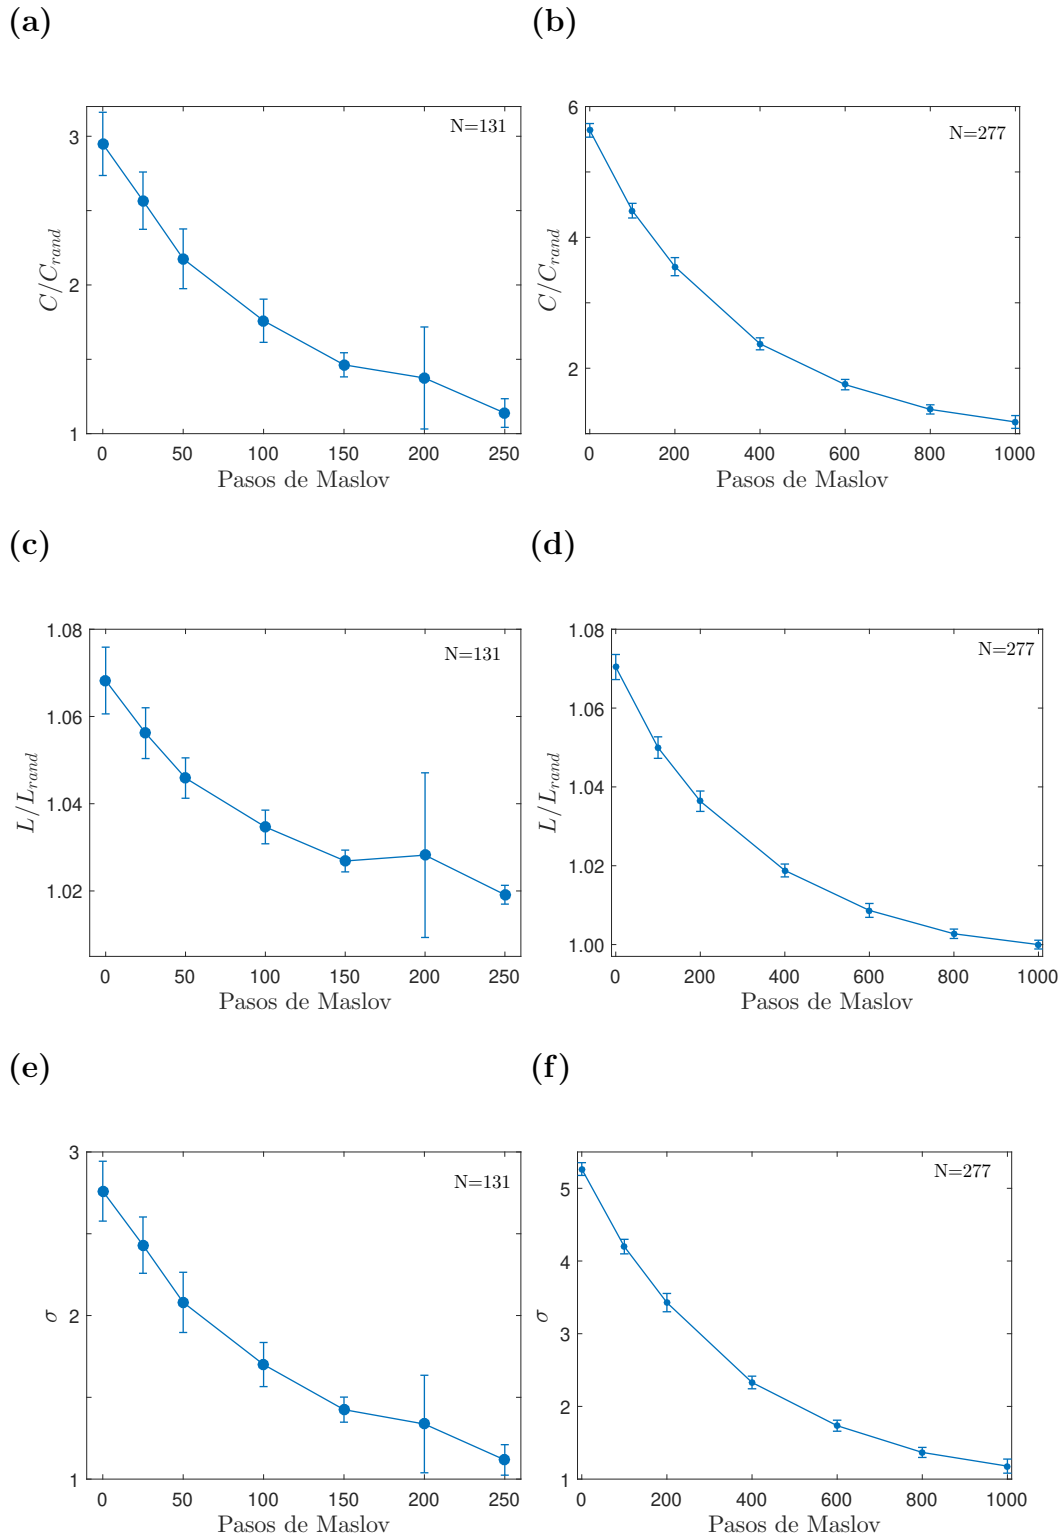 (a)
C/C_rand
3
2
1
N=131
0 50 100 150 200 250
Pasos de Maslov
(b)
C/C_rand
6
4
2
N=277
0 200 400 600 800 1000
Pasos de Maslov
(c)
L/L_rand
1.08
1.06
1.04
1.02
N=131
0 50 100 150 200 250
Pasos de Maslov
(d)
L/L_rand
1.08
1.06
1.04
1.02
1.00
N=277
0 200 400 600 800 1000
Pasos de Maslov
(e)
σ
3
2
1
N=131
0 50 100 150 200 250
Pasos de Maslov
(f)
σ
5
4
3
2
1
N=277
0 200 400 600 800 1000
Pasos de Maslov